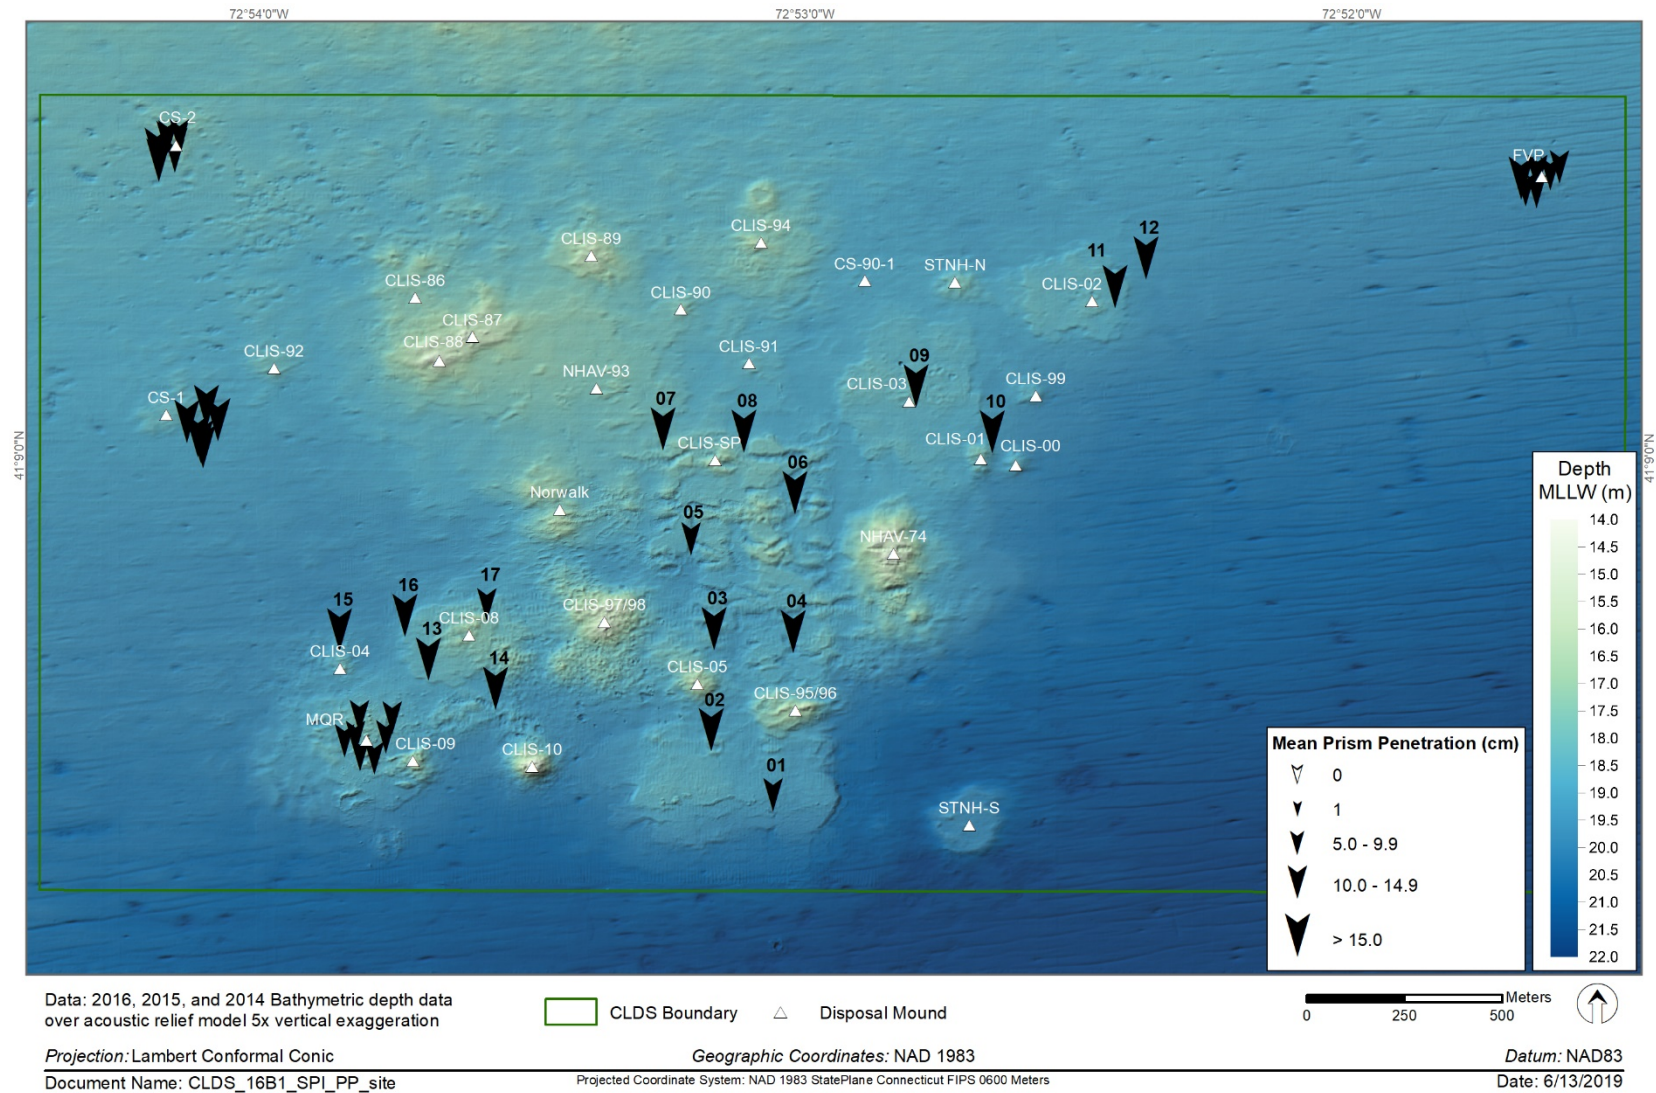 72°54'0"W
72°53'0"W
72°52'0"W
CS-2
FVP
12
CLIS-94
11
CLIS-89
CS-90-1
STNH-N
CLIS-86
CLIS-02
CLIS-90
CLIS-87
CLIS-88
CLIS-91
CLIS-92
09
NHAV-93
CLIS-03
CLIS-99
CS-1
07
08
10
41°9'0"N
CLIS-SP
CLIS-01
CLIS-00
41°9'0"N
06
Norwalk
05
NHAV-74
17
16
15
03
04
CLIS-97/98
CLIS-08
13
CLIS-04
14
CLIS-05
CLIS-95/96
02
MQR
CLIS-09
CLIS-10
01
STNH-S
Depth
MLLW (m)
14.0
14.5
15.0
15.5
16.0
16.5
17.0
17.5
18.0
18.5
19.0
19.5
20.0
20.5
21.0
21.5
22.0
Mean Prism Penetration (cm)
0
1
5.0 - 9.9
10.0 - 14.9
> 15.0
Data: 2016, 2015, and 2014 Bathymetric depth data
over acoustic relief model 5x vertical exaggeration
CLDS Boundary
Disposal Mound
Meters
0 250 500
Projection: Lambert Conformal Conic
Geographic Coordinates: NAD 1983
Datum: NAD83
Document Name: CLDS_16B1_SPI_PP_site
Projected Coordinate System: NAD 1983 StatePlane Connecticut FIPS 0600 Meters
Date: 6/13/2019